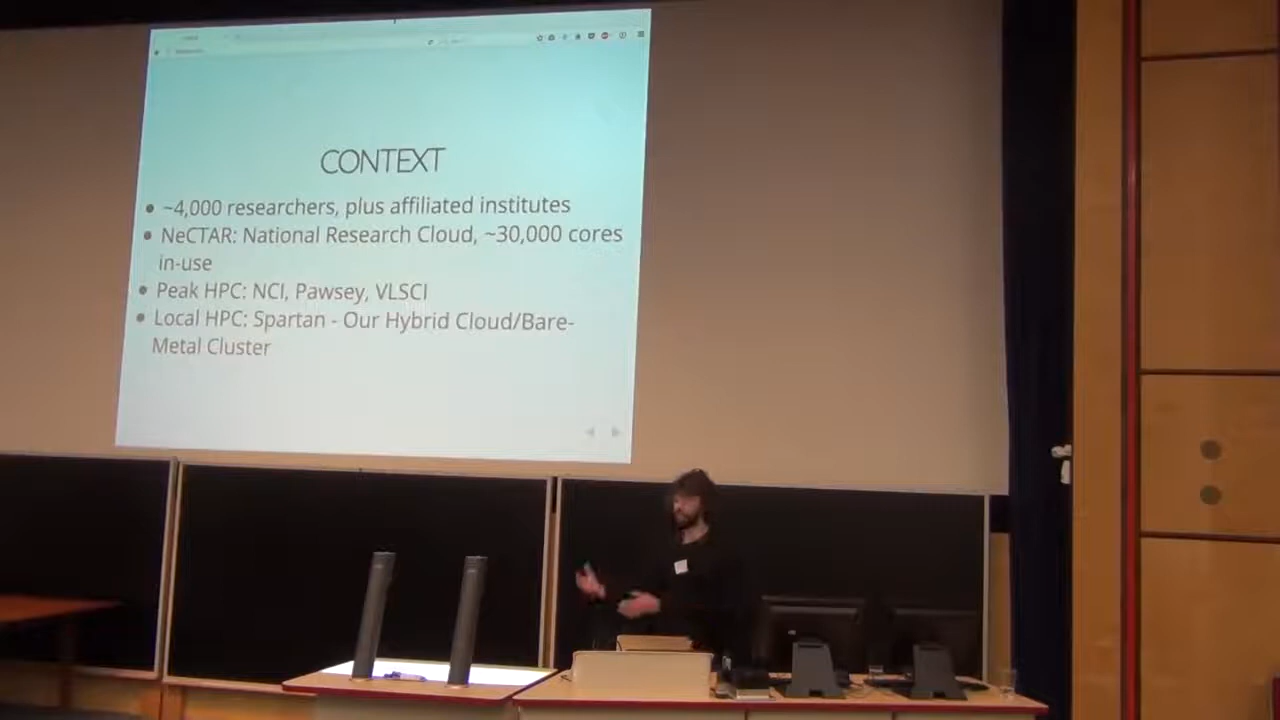 CONTEXT
~4,000 researchers, plus affiliated institutes
NeCTAR: National Research Cloud, ~30,000 cores
in-use
Peak HPC: NCI, Pawsey, VLSCI
Local HPC: Spartan - Our Hybrid Cloud/Bare-
Metal Cluster